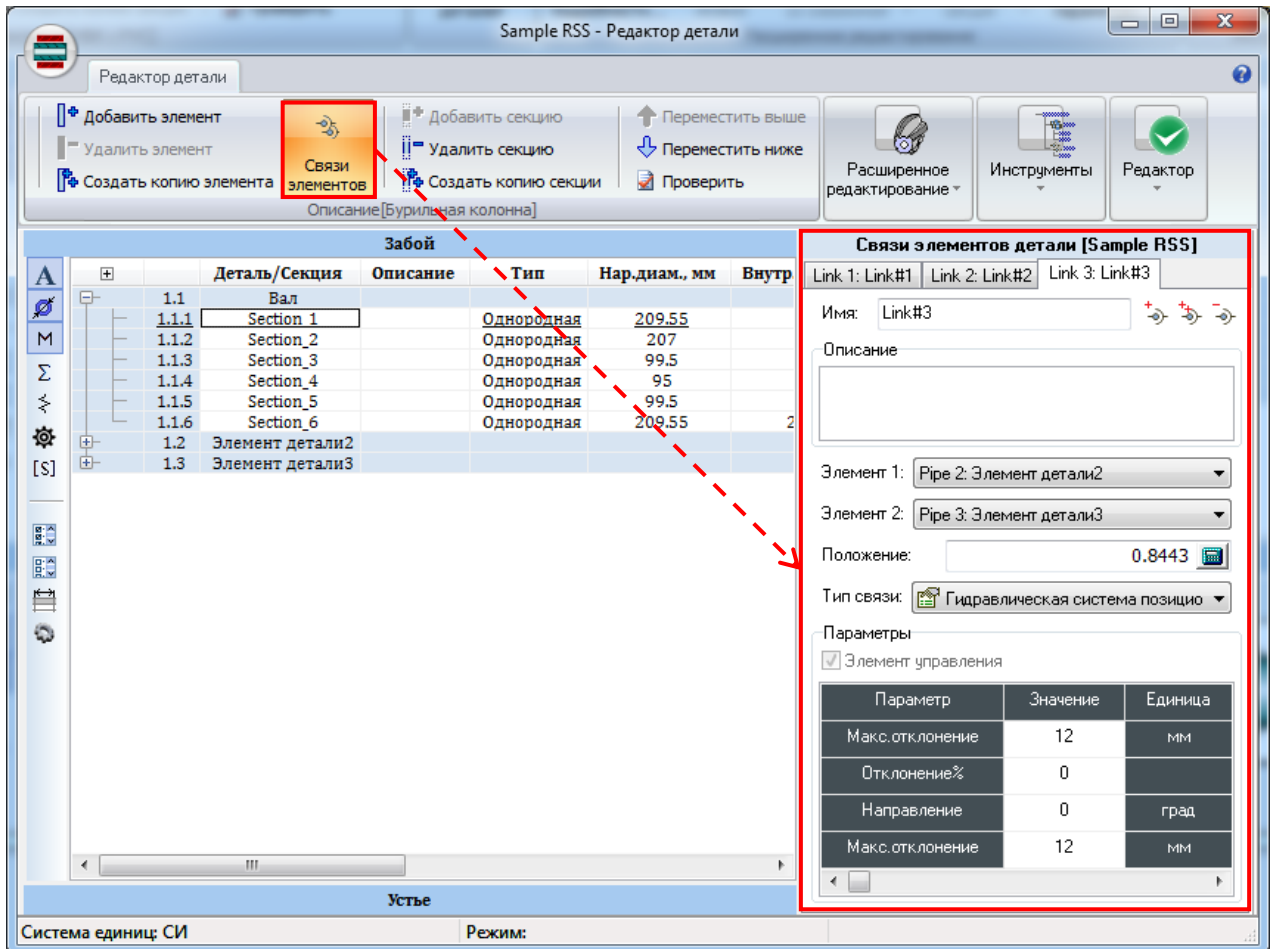 Sample RSS - Редактор детали
Редактор детали
Добавить элемент
Удалить элемент
Создать копию элемента
Связи
элементов
Добавить секцию
Удалить секцию
Создать копию секции
Переместить выше
Переместить ниже
Проверить
Описание[Бурильная колонна]
Расширенное
редактирование
Инструменты
Редактор
Забой
Деталь/Секция Описание Тип Нар.диам., мм Внутр
1.1 Вал
1.1.1 Section_1 Однородная 209.55
1.1.2 Section_2 Однородная 207
1.1.3 Section_3 Однородная 99.5
1.1.4 Section_4 Однородная 95
1.1.5 Section_5 Однородная 99.5
1.1.6 Section_6 Однородная 209.55 2
1.2 Элемент детали2
1.3 Элемент детали3
A
M
Σ
[S]
Устье
Связи элементов детали [Sample RSS]
Link 1: Link#1 Link 2: Link#2 Link 3: Link#3
Имя: Link#3
Описание
Элемент 1: Pipe 2: Элемент детали2
Элемент 2: Pipe 3: Элемент детали3
Положение: 0.8443
Тип связи: Гидравлическая система позицио
Параметры
Элемент управления
Параметр Значение Единица
Макс.отклонение 12 мм
Отклонение% 0
Направление 0 град
Макс.отклонение 12 мм
Система единиц: СИ Режим: